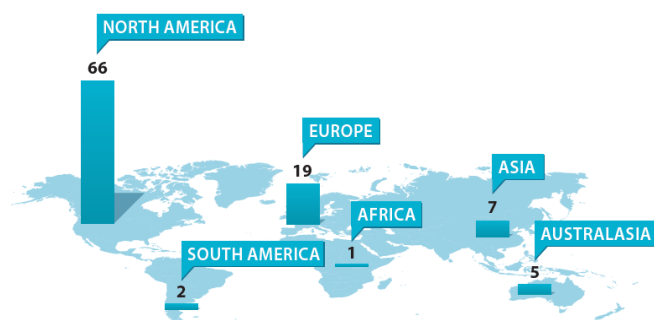 NORTH AMERICA
66
EUROPE
19
ASIA
7
AFRICA
1
AUSTRALASIA
5
SOUTH AMERICA
2